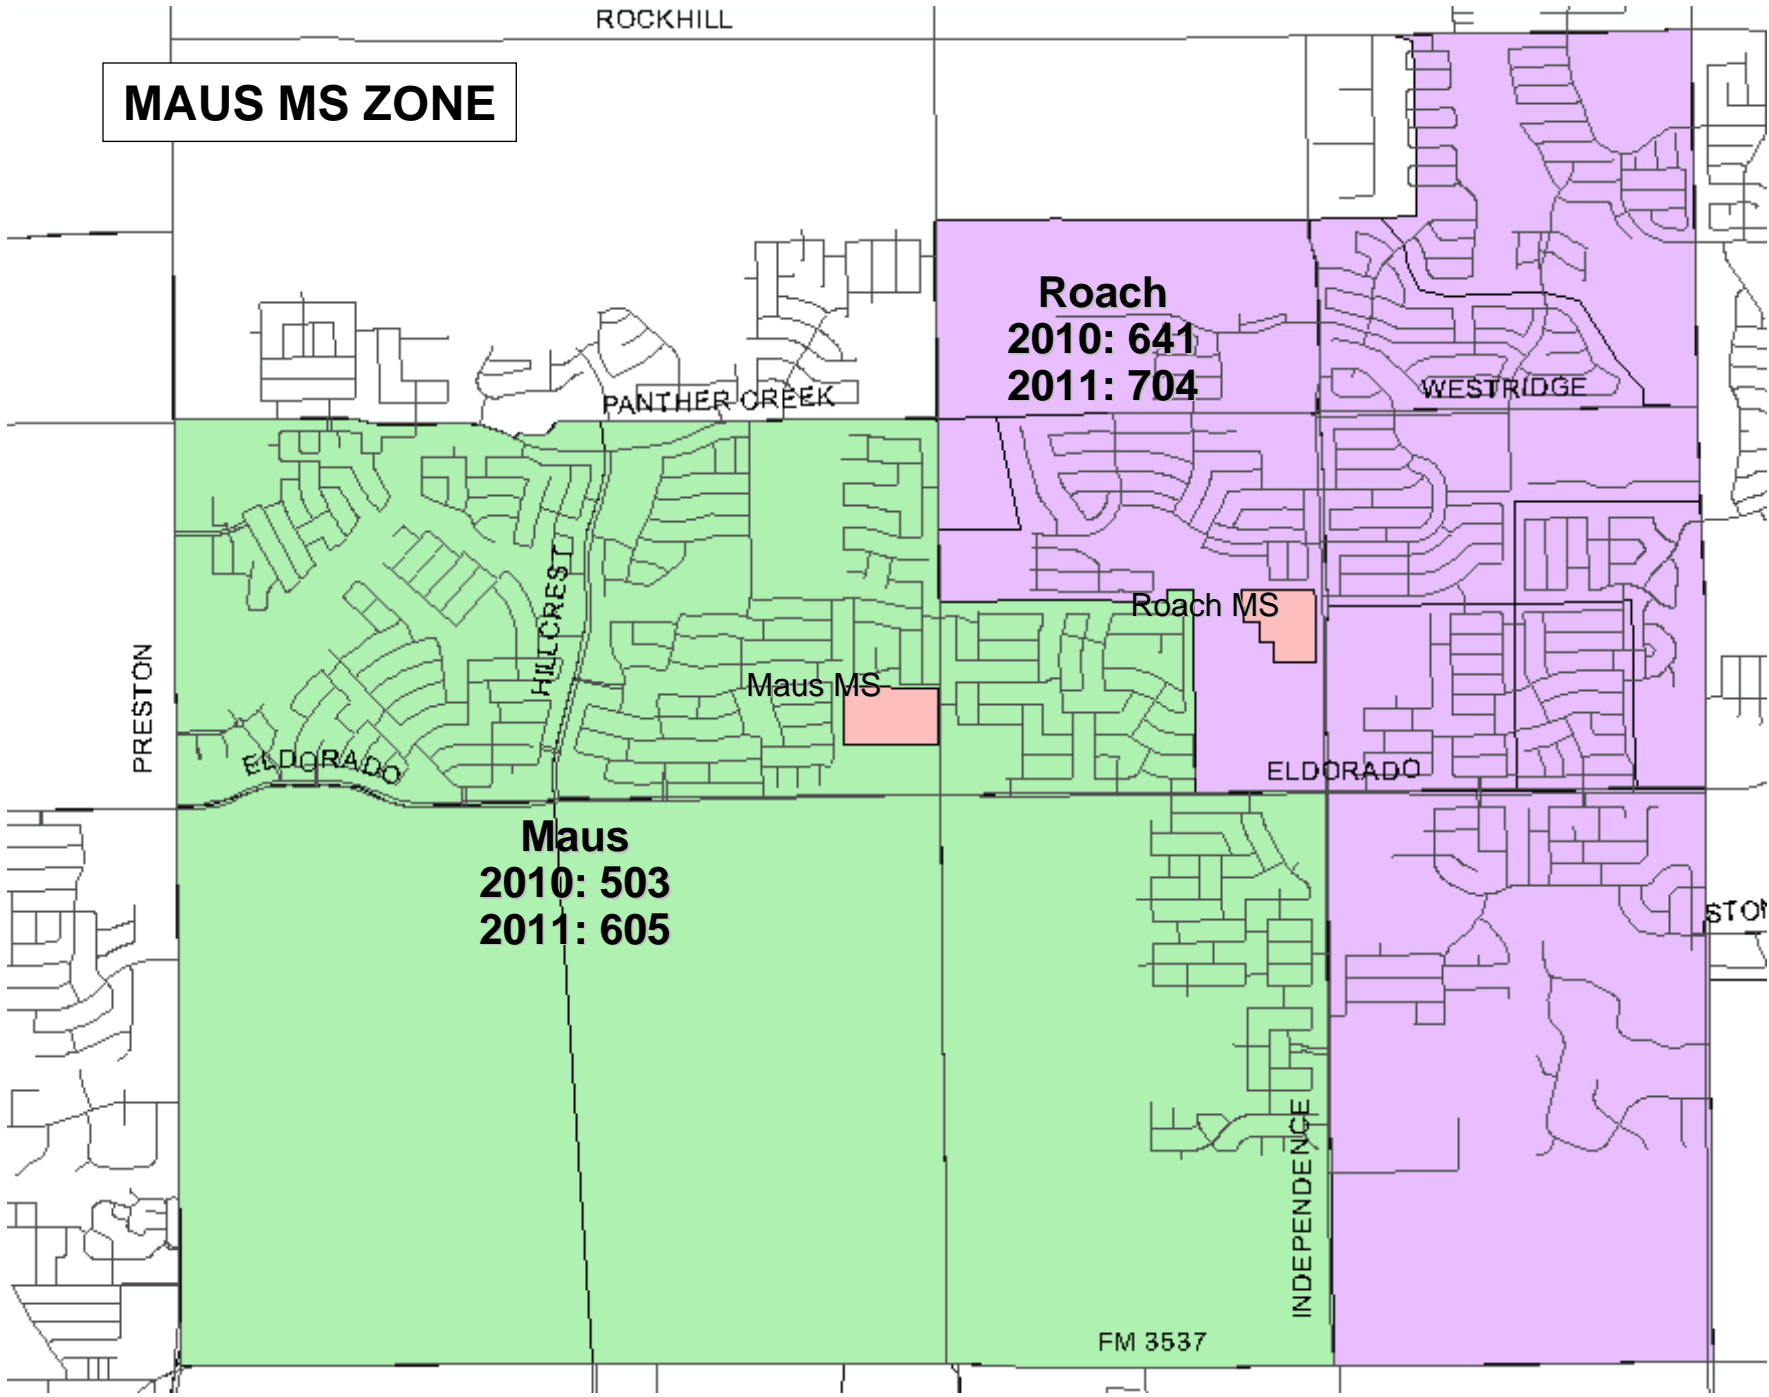 ROCKHILL
MAUS MS ZONE
Roach
2010: 641
2011: 704
PANTHER CREEK
WESTRIDGE
HILLCREST
Roach MS
PRESTON
Maus MS
ELDORADO
ELDORADO
Maus
2010: 503
2011: 605
STON
INDEPENDENCE
FM 3537